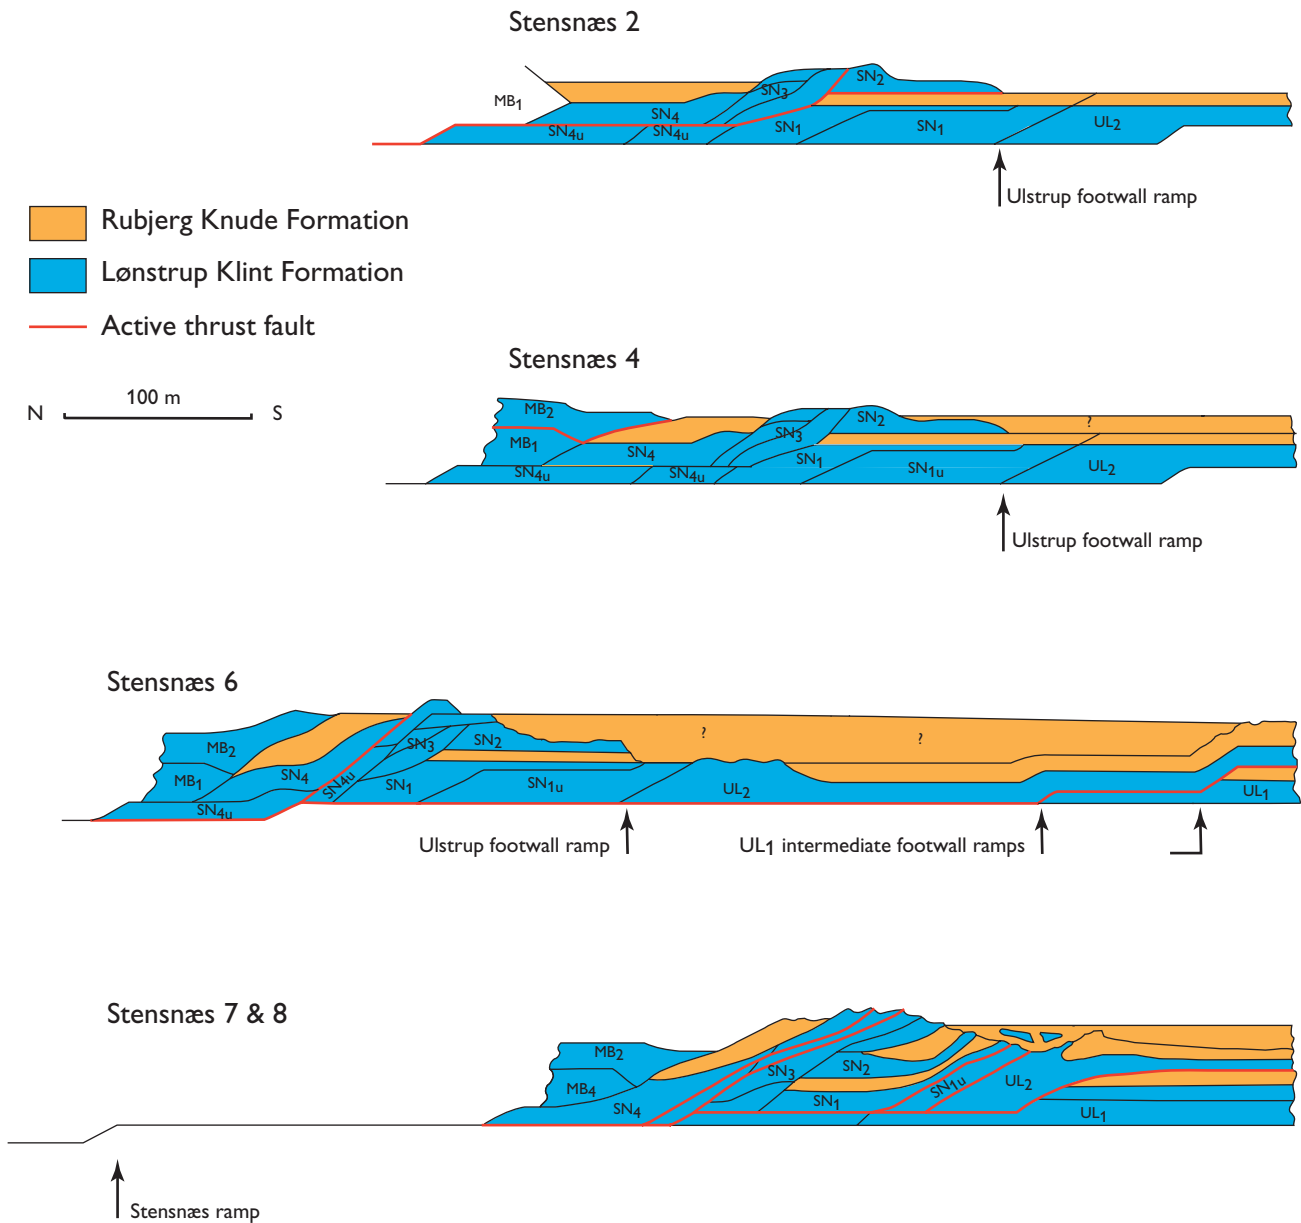 Stensnæs 2
MB1
SN2
SN3
SN4
SN4u
SN4u
SN1
SN1
UL2
Ulstrup footwall ramp
Rubjerg Knude Formation
Lønstrup Klint Formation
Active thrust fault
100 m
N S
Stensnæs 4
MB2
MB1
SN2
SN3
SN4
SN1
?
SN4u
SN4u
SN1u
UL2
Ulstrup footwall ramp
Stensnæs 6
MB2
MB1
SN4
SN4u
SN4u
SN3
SN2
SN1
SN1u
UL2
?
?
UL1
Ulstrup footwall ramp
UL1 intermediate footwall ramps
Stensnæs 7 & 8
MB2
MB4
SN4
SN3
SN2
SN1
SN1u
UL2
UL1
Stensnæs ramp